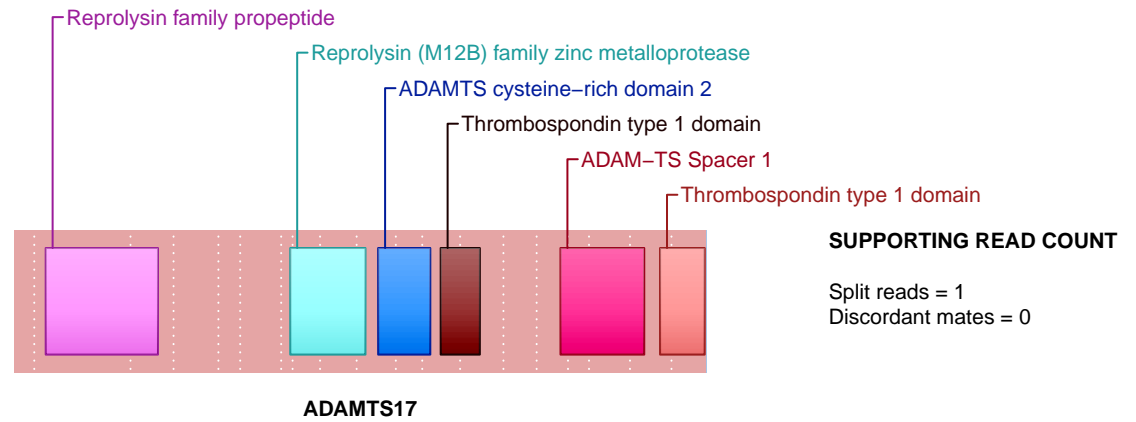 Reprolysin family propeptide
Reprolysin (M12B) family zinc metalloprotease
ADAMTS cysteine−rich domain 2
Thrombospondin type 1 domain
ADAM−TS Spacer 1
Thrombospondin type 1 domain
SUPPORTING READ COUNT
Split reads = 1
Discordant mates = 0
ADAMTS17